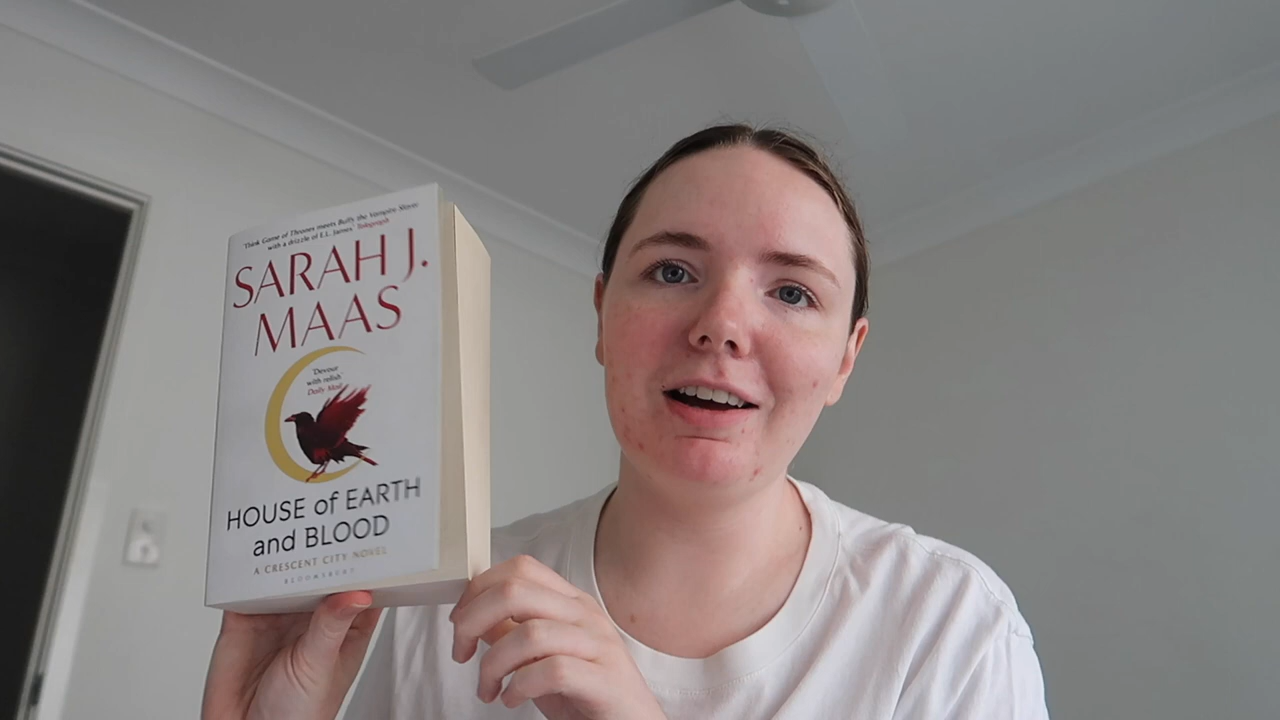 'Think Game of Thrones meets Buffy the Vampire Slayer
with a drizzle of E.L. James' Telegraph
SARAH J.
MAAS
'Devour
with relish'
Daily Mail
HOUSE of EARTH
and BLOOD
A CRESCENT CITY NOVEL
BLOOMSBURY